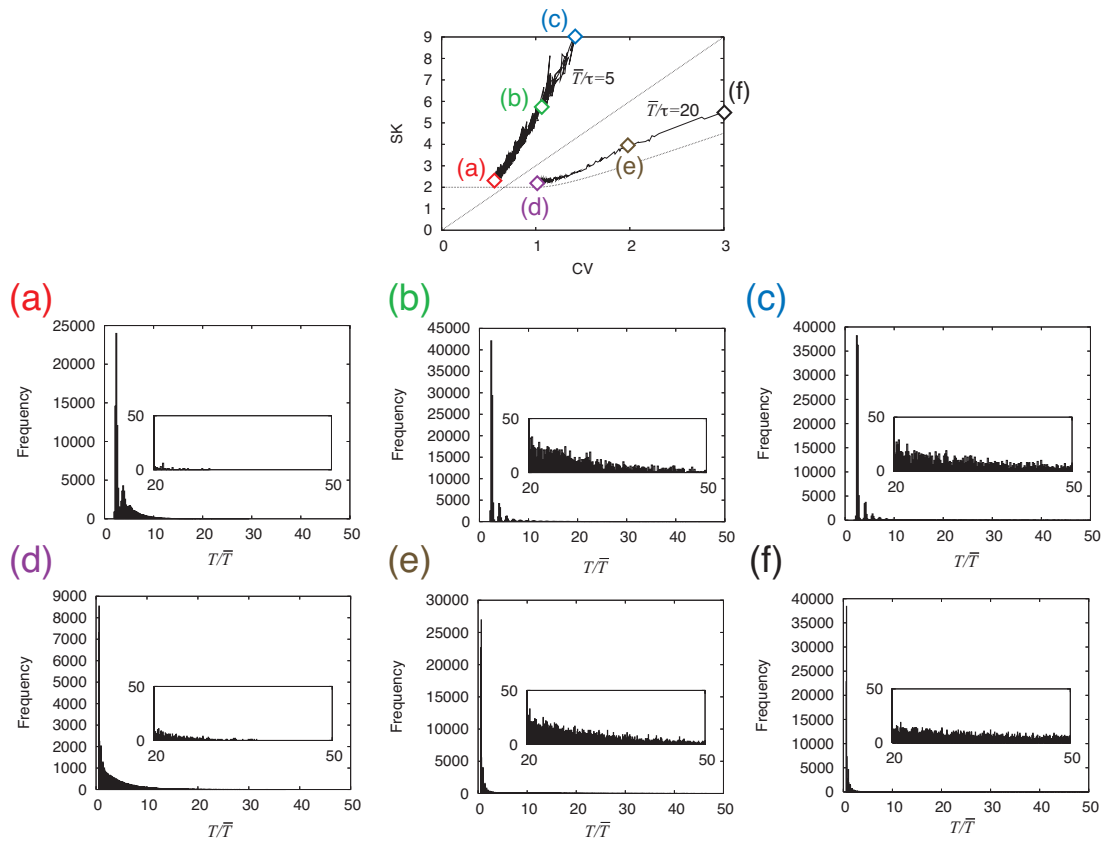 (c)
9
8
T̅/τ=5
7
(f)
(b)
6
T̅/τ=20
SK
5
4
(a)
3
(e)
2
1
(d)
0
0 1 2 3
CV
(a) (b) (c)
25000
20000
15000
10000
5000
0
Frequency
50
0
20 50
0 10 20 30 40 50
T/T̅
45000
40000
35000
30000
25000
20000
15000
10000
5000
0
Frequency
50
0
20 50
0 10 20 30 40 50
T/T̅
40000
35000
30000
25000
20000
15000
10000
5000
0
Frequency
50
0
20 50
0 10 20 30 40 50
T/T̅
(d) (e) (f)
9000
8000
7000
6000
5000
4000
3000
2000
1000
0
Frequency
50
0
20 50
0 10 20 30 40 50
T/T̅
30000
25000
20000
15000
10000
5000
0
Frequency
50
0
20 50
0 10 20 30 40 50
T/T̅
40000
35000
30000
25000
20000
15000
10000
5000
0
Frequency
50
0
20 50
0 10 20 30 40 50
T/T̅